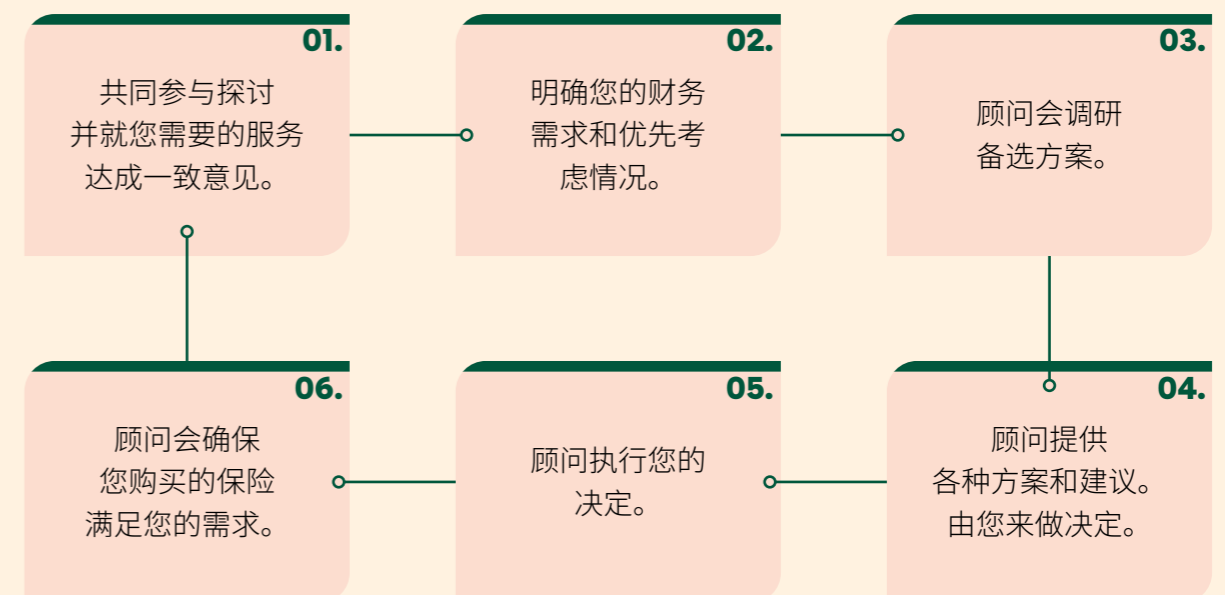 01.
共同参与探讨
并就您需要的服务
达成一致意见。
02.
明确您的财务
需求和优先考
虑情况。
03.
顾问会调研
备选方案。
04.
顾问提供
各种方案和建议。
由您来做决定。
05.
顾问执行您的
决定。
06.
顾问会确保
您购买的保险
满足您的需求。